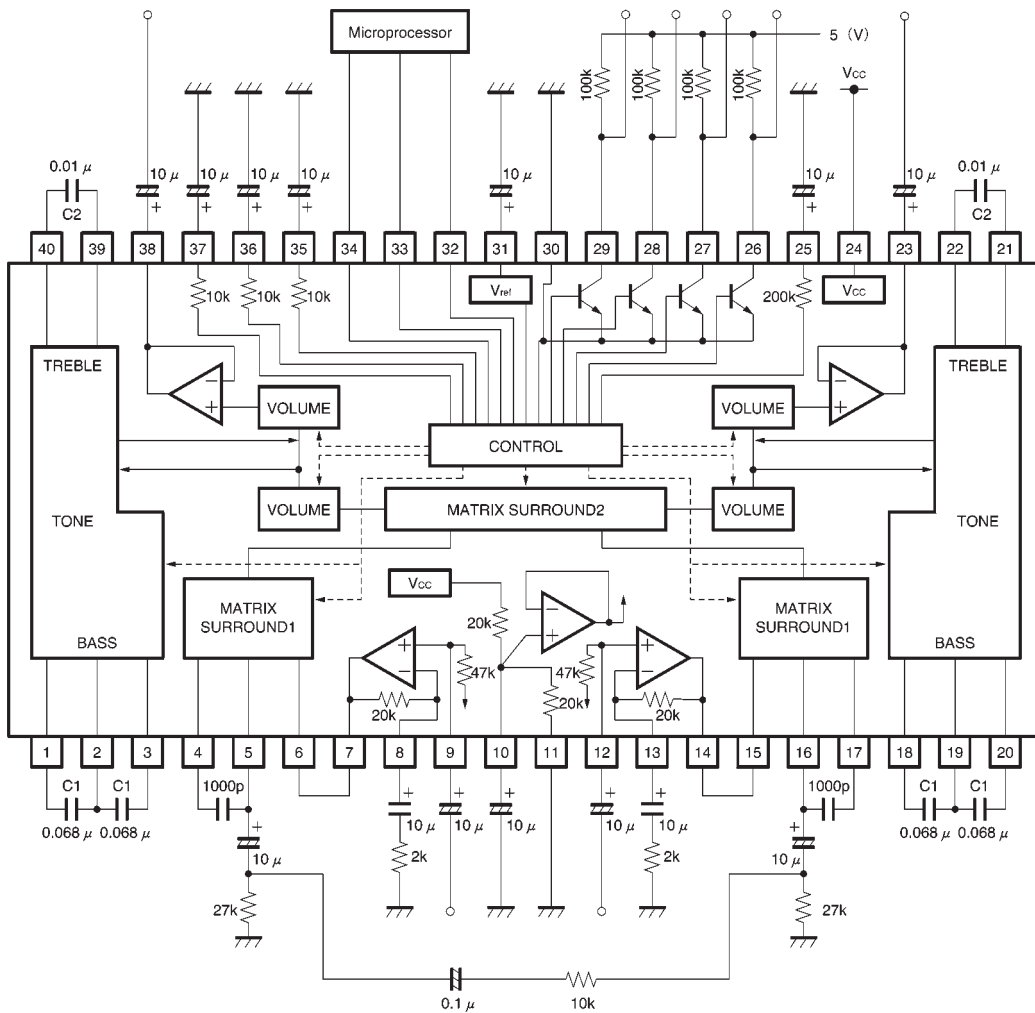 Microprocessor
5 (V)
100k 100k 100k 100k
Vcc
0.01 μ 10 μ 10 μ 10 μ 10 μ 10 μ 10 μ 10 μ 0.01 μ
C2 + + + + + + + C2
40 39 38 37 36 35 34 33 32 31 30 29 28 27 26 25 24 23 22 21
10k 10k 10k Vref 200k Vcc
TREBLE TREBLE
− −
+ VOLUME VOLUME +
CONTROL
VOLUME MATRIX SURROUND2 VOLUME
TONE TONE
Vcc
MATRIX SURROUND1 MATRIX SURROUND1
20k − +
BASS + − 47k 47k + − BASS
20k 20k 20k
1 2 3 4 5 6 7 8 9 10 11 12 13 14 15 16 17 18 19 20
C1 C1 1000p + + + + + 1000p C1 C1
0.068 μ 0.068 μ + 10 μ 10 μ 10 μ 10 μ 10 μ + 0.068 μ 0.068 μ
10 μ 2k 2k 10 μ
27k 27k
0.1 μ 10k